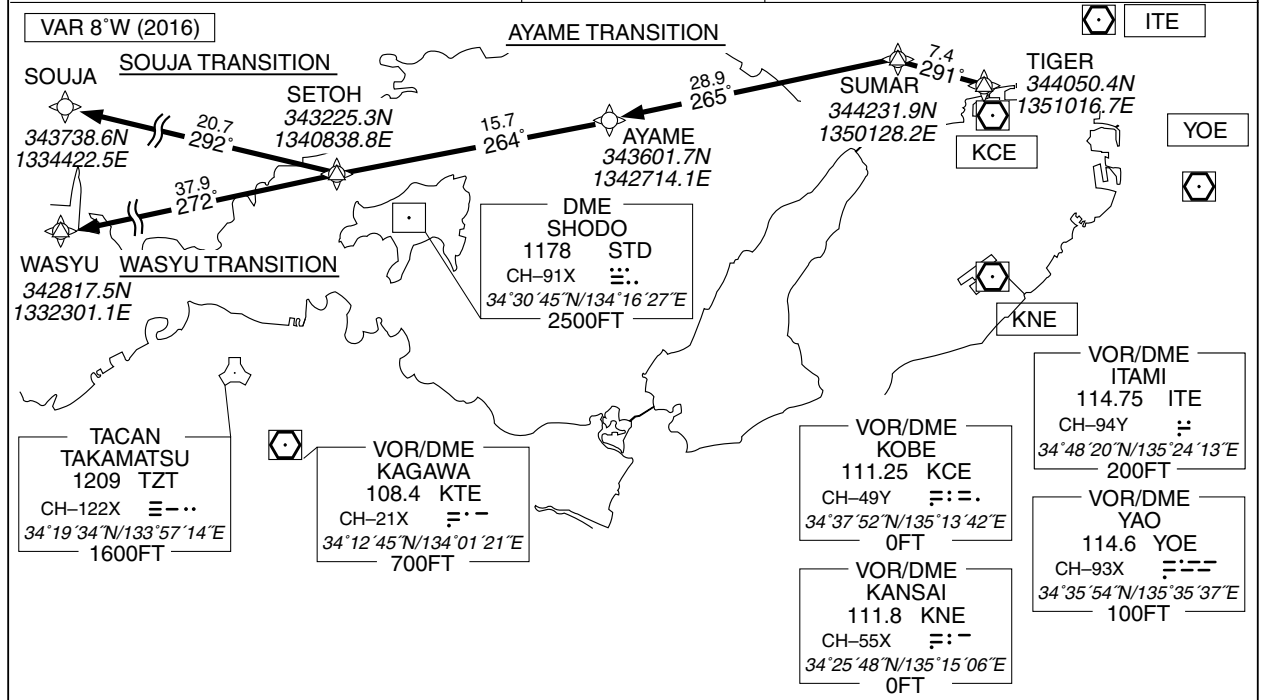 VAR 8°W (2016)
ITE
AYAME TRANSITION
SOUJA TRANSITION
SOUJA
343738.6N
1334422.5E
20.7
292°
SETOH
343225.3N
1340838.8E
15.7
264°
28.9
265°
AYAME
343601.7N
1342714.1E
7.4
291°
SUMAR
344231.9N
1350128.2E
TIGER
344050.4N
1351016.7E
KCE
YOE
37.9
272°
WASYU
WASYU TRANSITION
342817.5N
1332301.1E
DME
SHODO
1178 STD
CH–91X
34°30´45˝N/134°16´27˝E
2500FT
KNE
TACAN
TAKAMATSU
1209 TZT
CH–122X
34°19´34˝N/133°57´14˝E
1600FT
VOR/DME
KAGAWA
108.4 KTE
CH–21X
34°12´45˝N/134°01´21˝E
700FT
VOR/DME
KOBE
111.25 KCE
CH–49Y
34°37´52˝N/135°13´42˝E
0FT
VOR/DME
ITAMI
114.75 ITE
CH–94Y
34°48´20˝N/135°24´13˝E
200FT
VOR/DME
YAO
114.6 YOE
CH–93X
34°35´54˝N/135°35´37˝E
100FT
VOR/DME
KANSAI
111.8 KNE
CH–55X
34°25´48˝N/135°15´06˝E
0FT